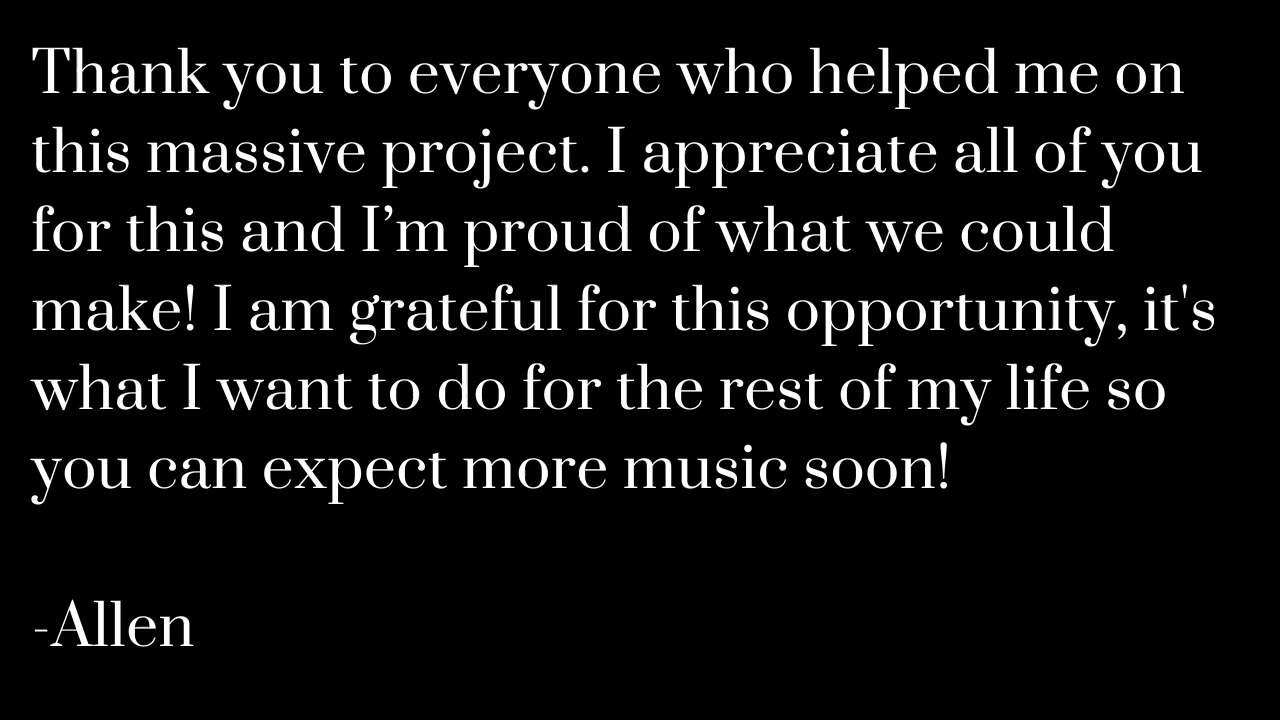 Thank you to everyone who helped me on
this massive project. I appreciate all of you
for this and I’m proud of what we could
make! I am grateful for this opportunity, it's
what I want to do for the rest of my life so
you can expect more music soon!
-Allen